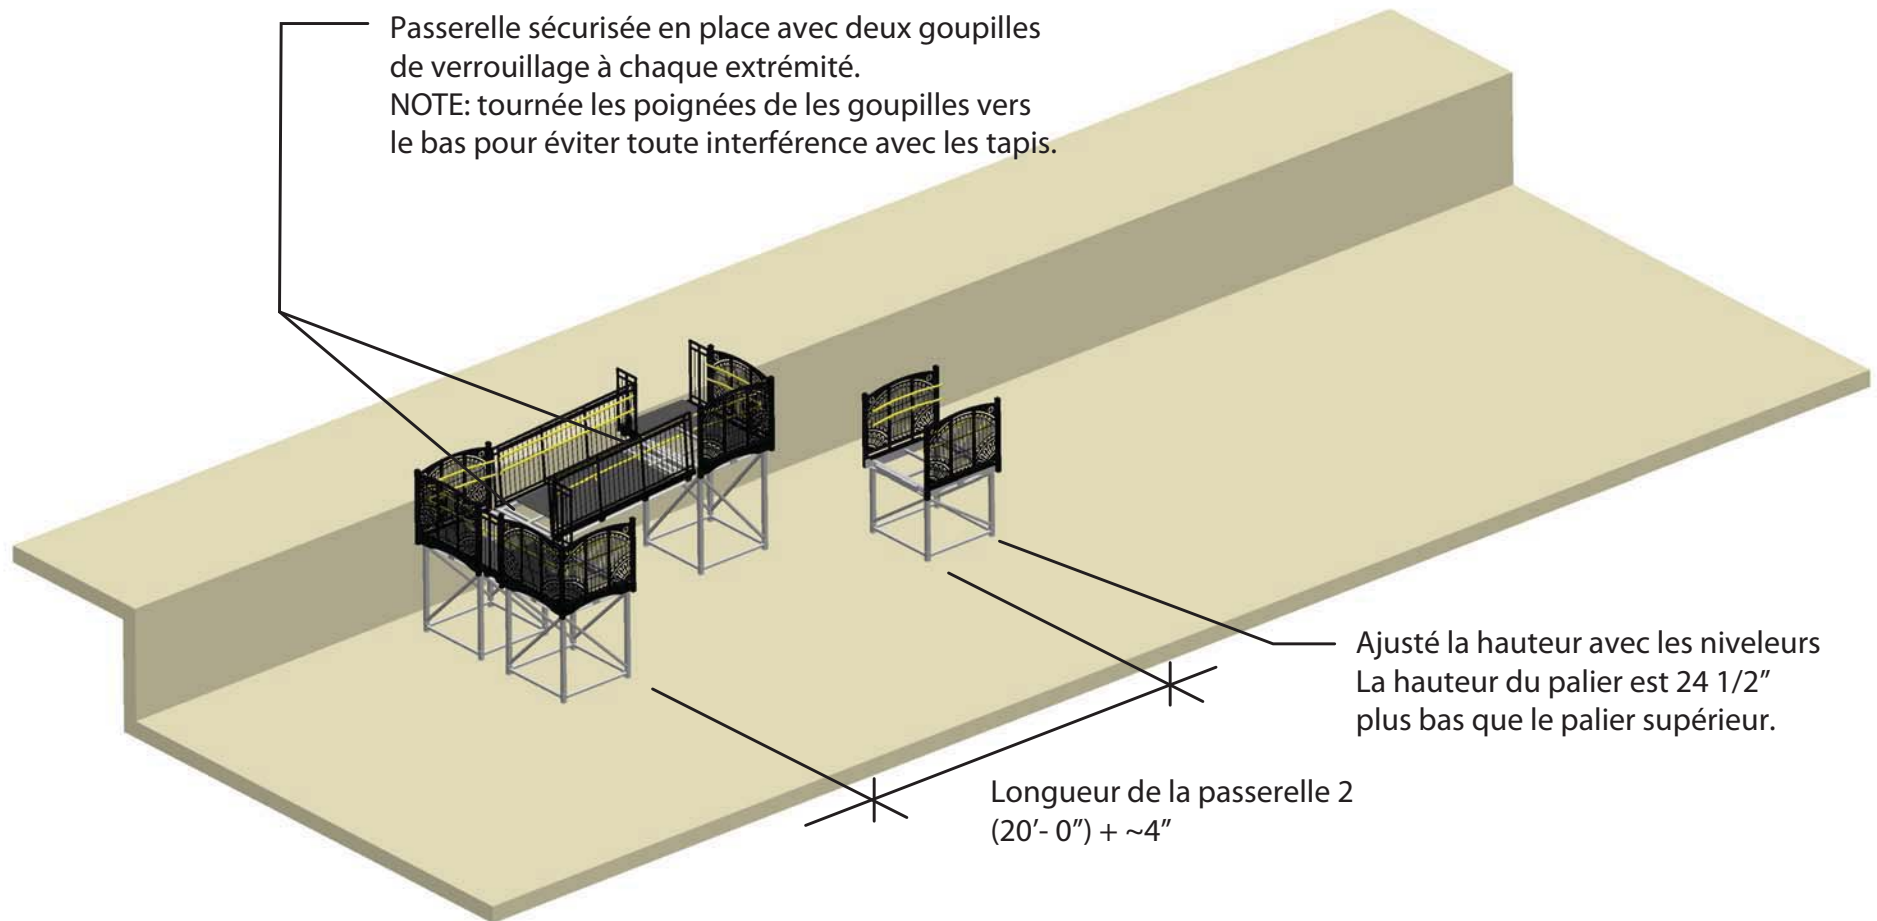 Passerelle sécurisée en place avec deux goupilles
de verrouillage à chaque extrémité.
NOTE: tournée les poignées de les goupilles vers
le bas pour éviter toute interférence avec les tapis.
Ajusté la hauteur avec les niveleurs
La hauteur du palier est 24 1/2”
plus bas que le palier supérieur.
Longueur de la passerelle 2
(20’- 0”) + ~4”